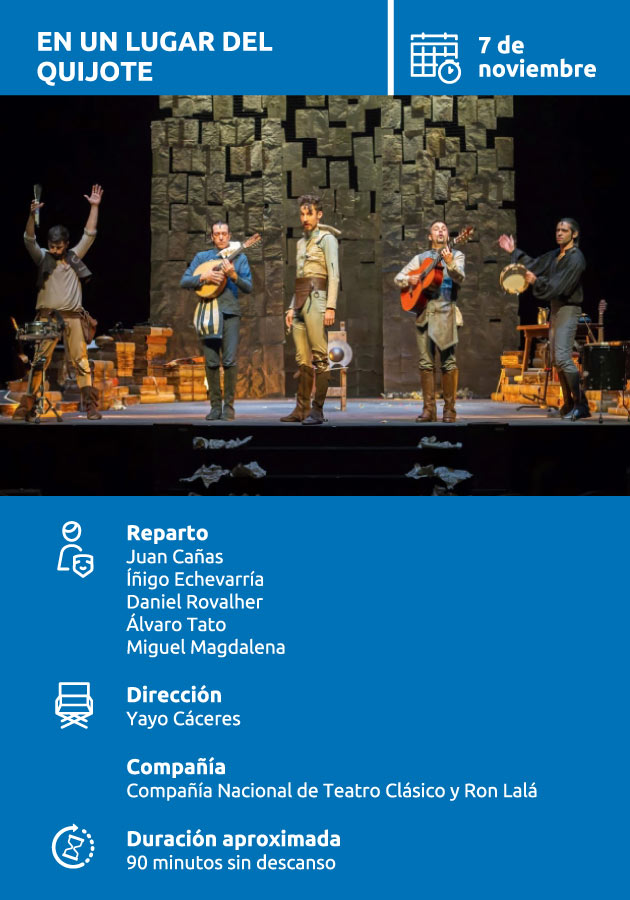 EN UN LUGAR DEL
QUIJOTE
7 de
noviembre
Reparto
Juan Cañas
Íñigo Echevarría
Daniel Rovalher
Álvaro Tato
Miguel Magdalena
Dirección
Yayo Cáceres
Compañía
Compañía Nacional de Teatro Clásico y Ron Lalá
Duración aproximada
90 minutos sin descanso